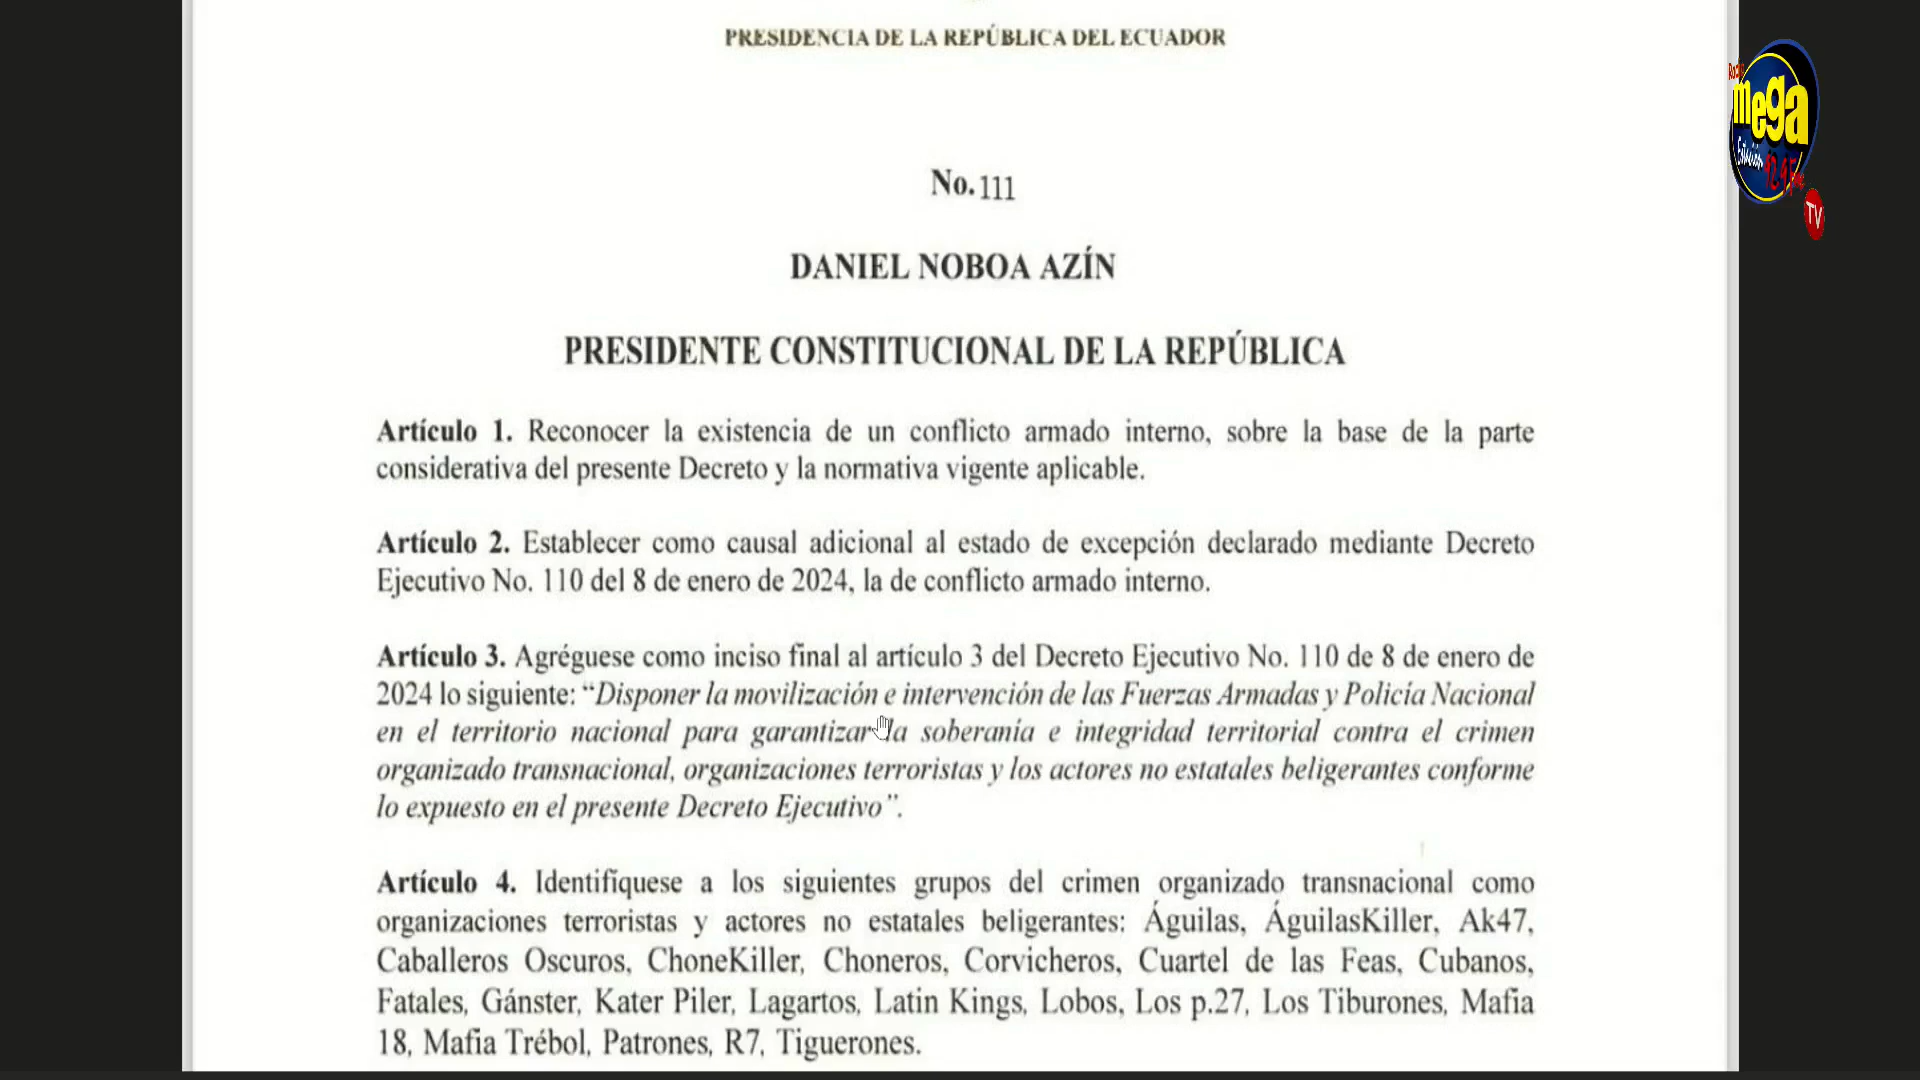 PRESIDENCIA DE LA REPÚBLICA DEL ECUADOR
No. 111
DANIEL NOBOA AZÍN
PRESIDENTE CONSTITUCIONAL DE LA REPÚBLICA
Artículo 1. Reconocer la existencia de un conflicto armado interno, sobre la base de la parte
considerativa del presente Decreto y la normativa vigente aplicable.
Artículo 2. Establecer como causal adicional al estado de excepción declarado mediante Decreto
Ejecutivo No. 110 del 8 de enero de 2024, la de conflicto armado interno.
Artículo 3. Agréguese como inciso final al artículo 3 del Decreto Ejecutivo No. 110 de 8 de enero de
2024 lo siguiente: “Disponer la movilización e intervención de las Fuerzas Armadas y Policía Nacional
en el territorio nacional para garantizar la soberanía e integridad territorial contra el crimen
organizado transnacional, organizaciones terroristas y los actores no estatales beligerantes conforme
lo expuesto en el presente Decreto Ejecutivo”.
Artículo 4. Identifíquese a los siguientes grupos del crimen organizado transnacional como
organizaciones terroristas y actores no estatales beligerantes: Águilas, ÁguilasKiller, Ak47,
Caballeros Oscuros, ChoneKiller, Choneros, Corvicheros, Cuartel de las Feas, Cubanos,
Fatales, Gánster, Kater Piler, Lagartos, Latin Kings, Lobos, Los p.27, Los Tiburones, Mafia
18, Mafia Trébol, Patrones, R7, Tiguerones.
Radio
mega
Estación
92.9 fm
TV